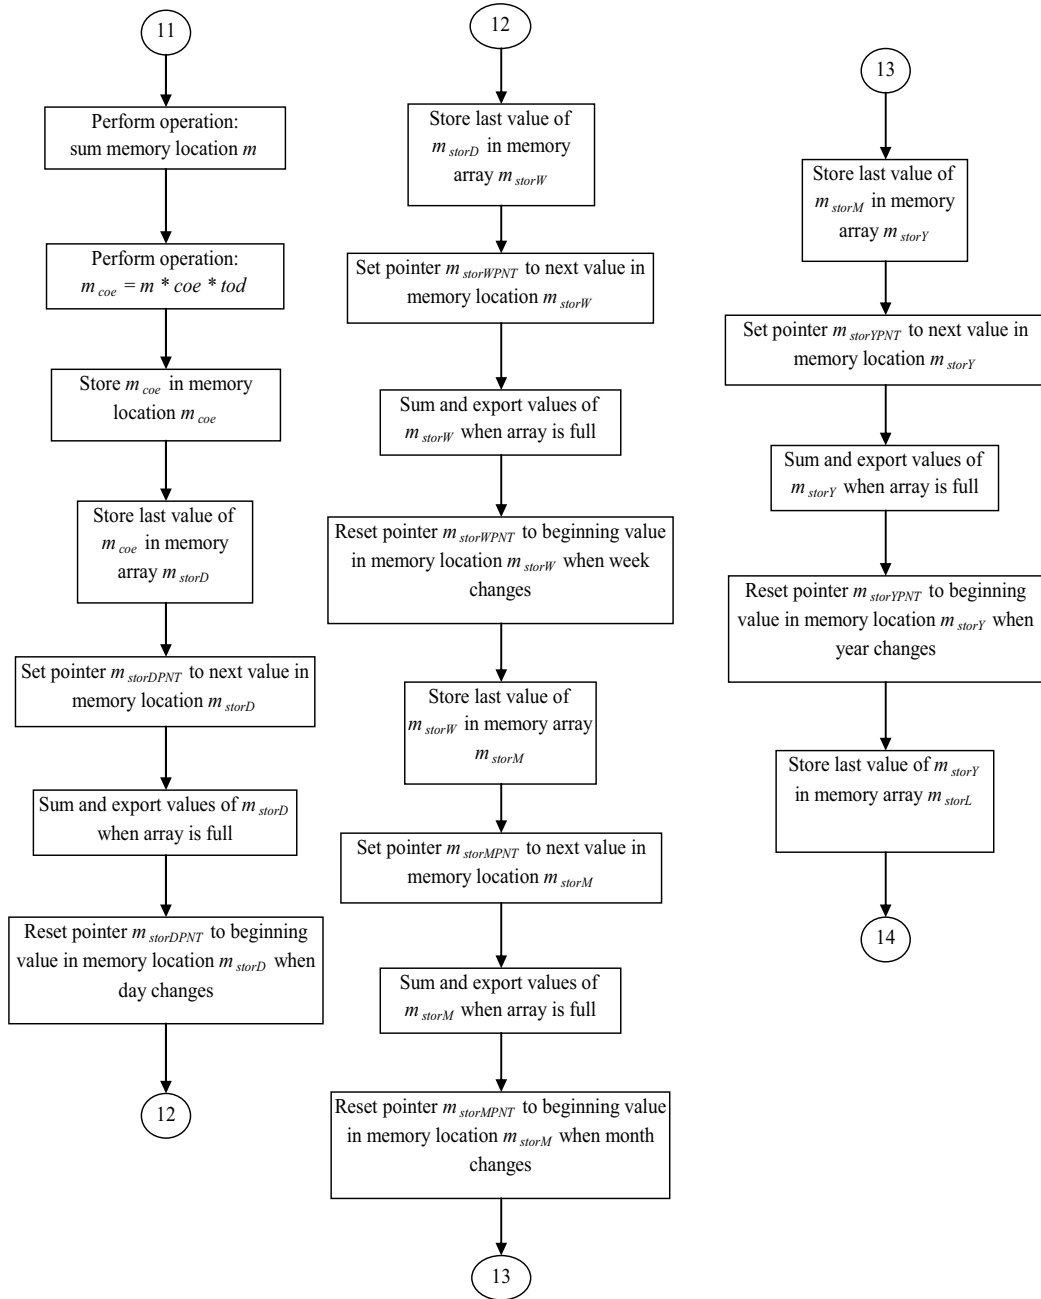 11
Perform operation:
sum memory location m
Perform operation:
m coe = m * coe * tod
Store m coe in memory
location m coe
Store last value of
m coe in memory
array m storD
Set pointer m storDPNT to next value in
memory location m storD
Sum and export values of m storD
when array is full
Reset pointer m storDPNT to beginning
value in memory location m storD when
day changes
12
12
Store last value of
m storD in memory
array m storW
Set pointer m storWPNT to next value in
memory location m storW
Sum and export values of
m storW when array is full
Reset pointer m storWPNT to beginning value
in memory location m storW when week
changes
Store last value of
m storW in memory array
m storM
Set pointer m storMPNT to next value in
memory location m storM
Sum and export values of
m storM when array is full
Reset pointer m storMPNT to beginning value
in memory location m storM when month
changes
13
13
Store last value of
m storM in memory
array m storY
Set pointer m storYPNT to next value in
memory location m storY
Sum and export values of
m storY when array is full
Reset pointer m storYPNT to beginning
value in memory location m storY when
year changes
Store last value of m storY
in memory array m storL
14